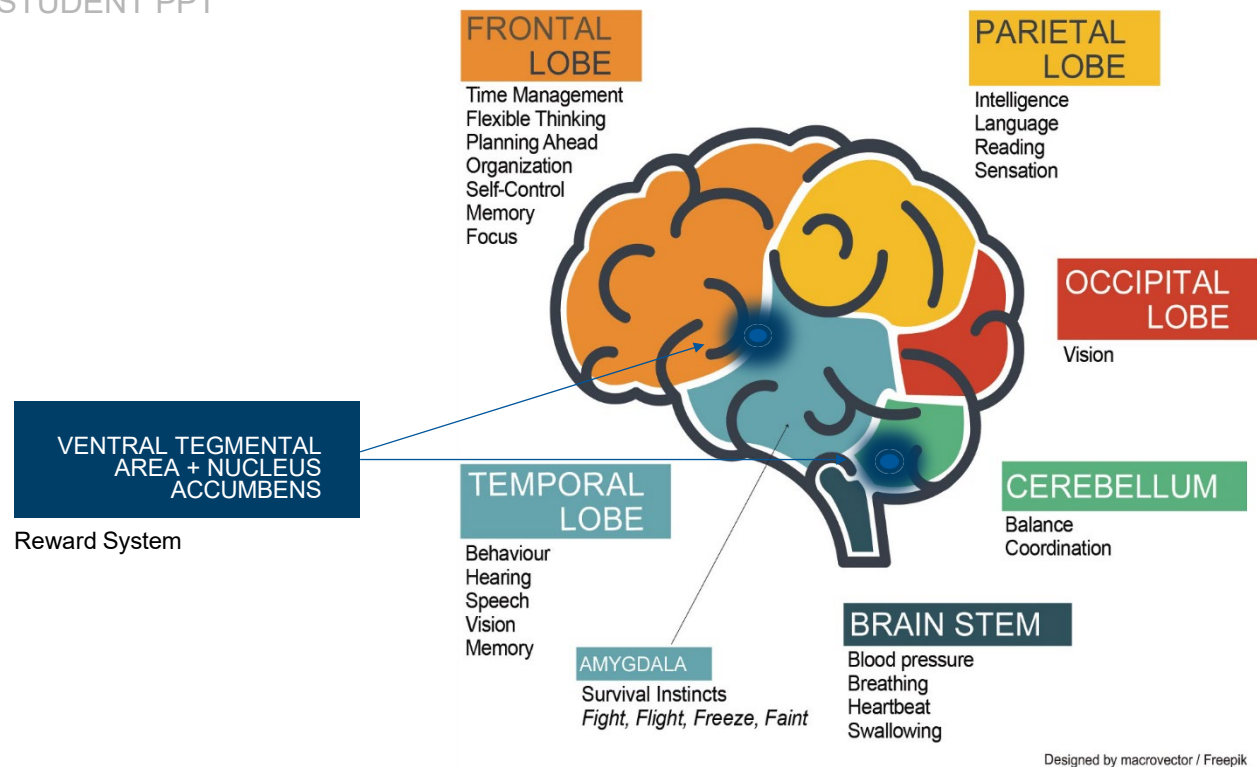 STUDENT PPT
FRONTAL
LOBE
Time Management
Flexible Thinking
Planning Ahead
Organization
Self-Control
Memory
Focus
PARIETAL
LOBE
Intelligence
Language
Reading
Sensation
OCCIPITAL
LOBE
Vision
VENTRAL TEGMENTAL
AREA + NUCLEUS
ACCUMBENS
Reward System
TEMPORAL
LOBE
Behaviour
Hearing
Speech
Vision
Memory
CEREBELLUM
Balance
Coordination
AMYGDALA
Survival Instincts
Fight, Flight, Freeze, Faint
BRAIN STEM
Blood pressure
Breathing
Heartbeat
Swallowing
Designed by macrovector / Freepik